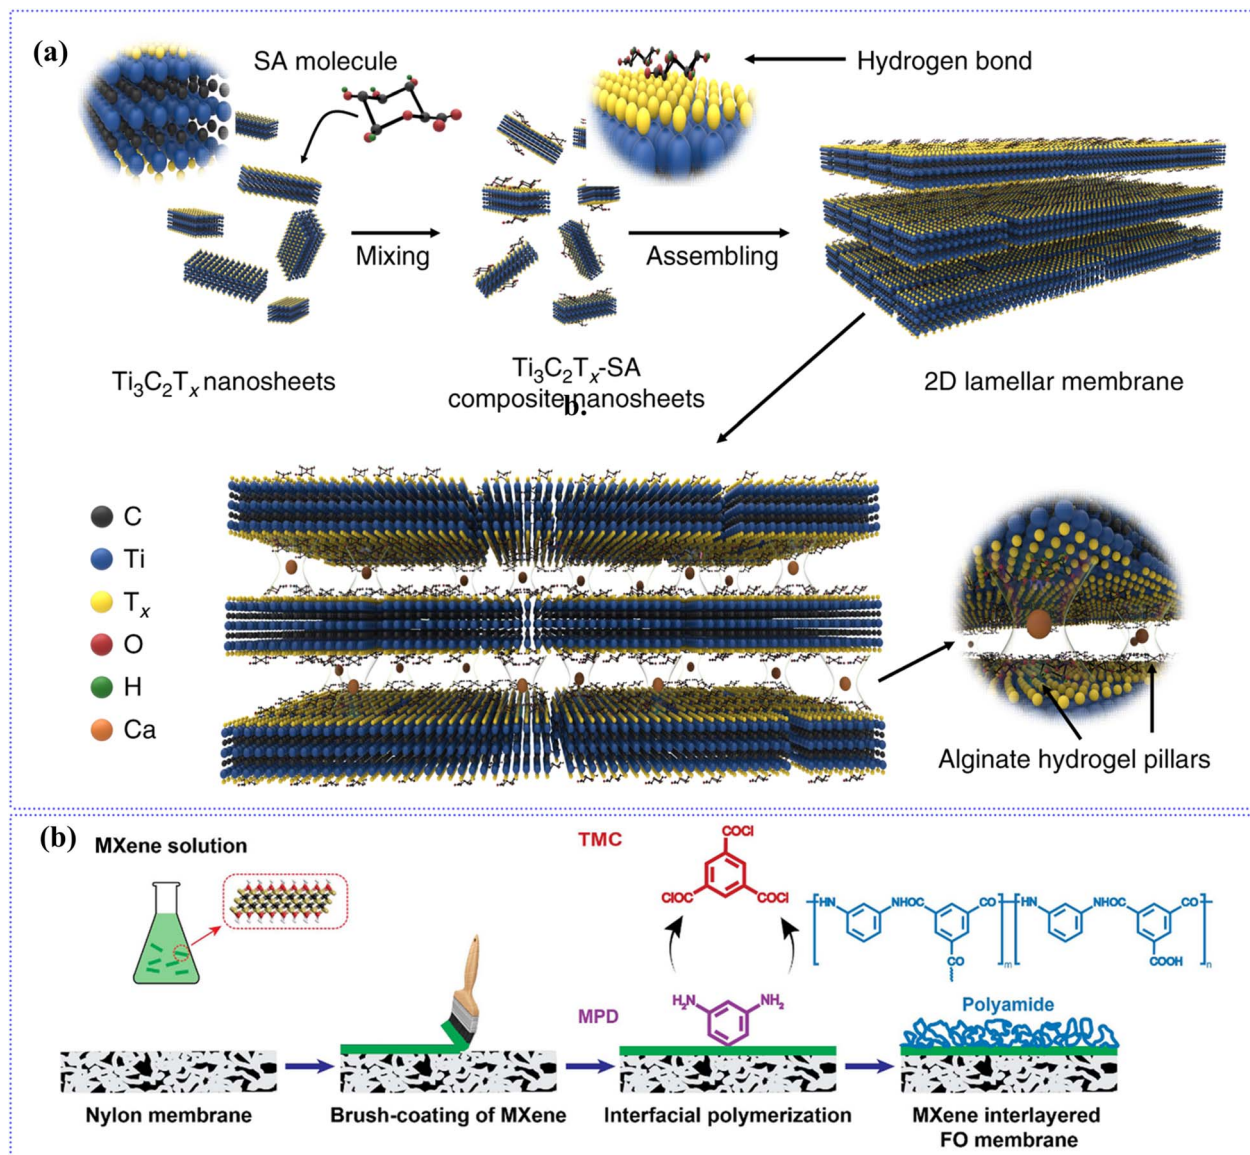 (a)
SA molecule
Hydrogen bond
Mixing
Assembling
Ti₃C₂Tₓ nanosheets
Ti₃C₂Tₓ-SA
composite nanosheets
b.
2D lamellar membrane
C
Ti
Tₓ
O
H
Ca
Alginate hydrogel pillars
(b)
MXene solution
TMC
COCl
ClOC
COCl
MPD
H₂N
NH₂
HN
NHOC
CO
CO
m
HN
NHOC
CO
COOH
n
Polyamide
Nylon membrane
Brush-coating of MXene
Interfacial polymerization
MXene interlayered
FO membrane